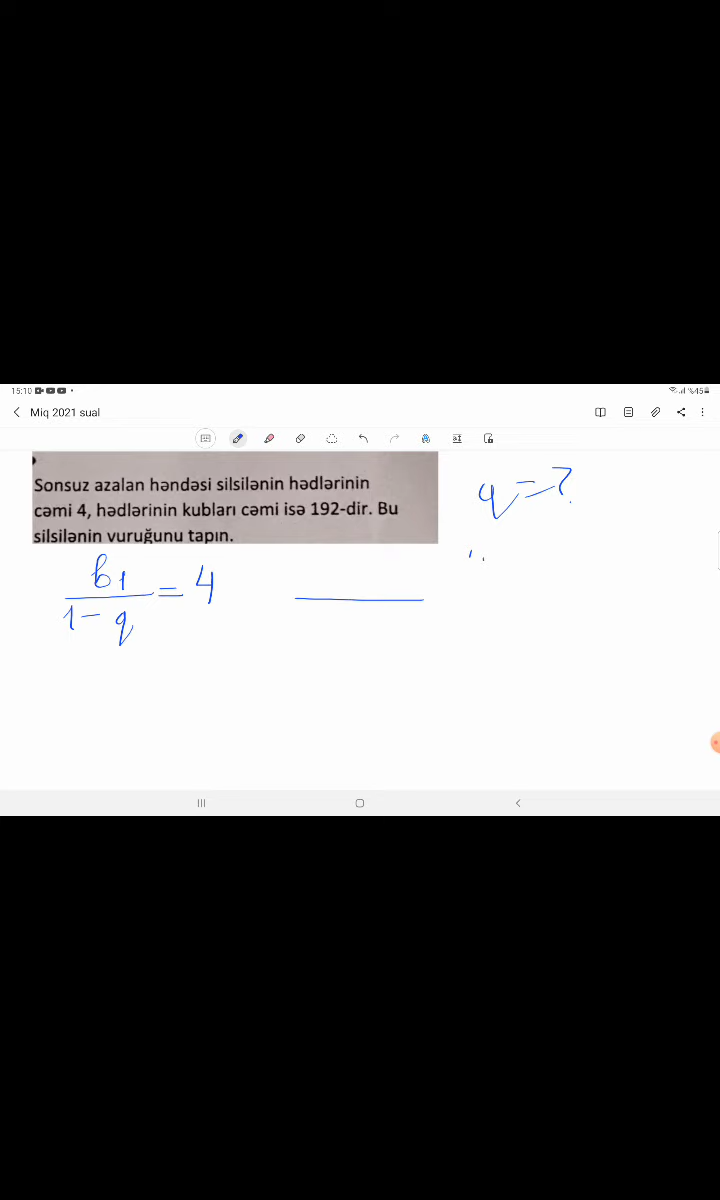 15:10 %45
Miq 2021 sual
Sonsuz azalan həndəsi silsilənin hədlərinin
cəmi 4, hədlərinin kubları cəmi isə 192-dir. Bu
silsilənin vuruğunu tapın.
q=?
b1
1-q
= 4